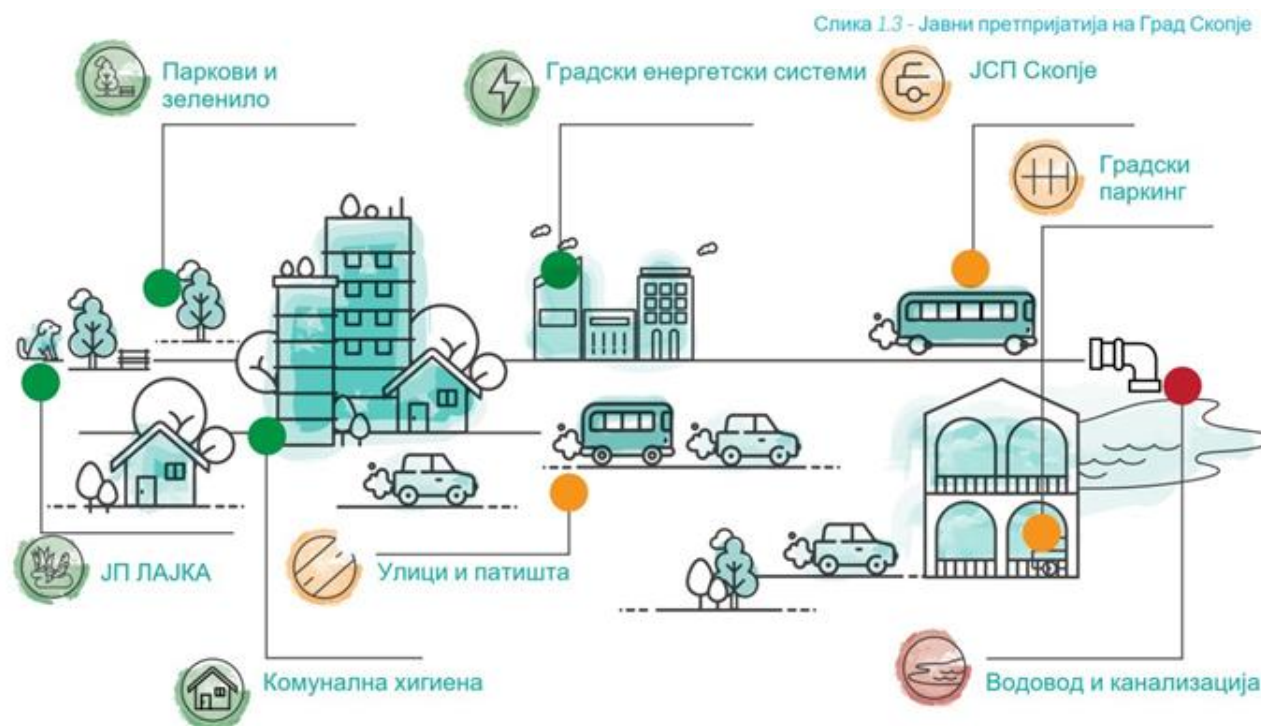 Слика 1.3 - Јавни претпријатија на Град Скопје
Паркови и
зеленило
Градски енергетски системи
ЈСП Скопје
Градски
паркинг
ЈП ЛАЈКА
Улици и патишта
Комунална хигиена
Водовод и канализација